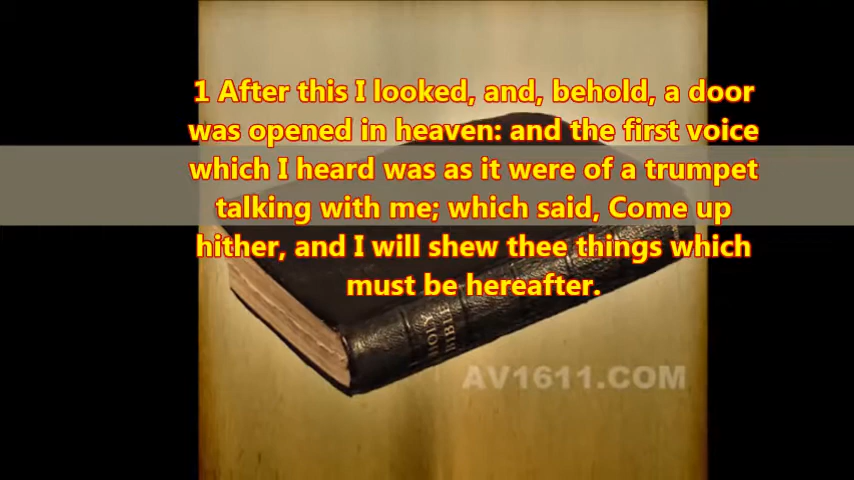 1 After this I looked, and, behold, a door
was opened in heaven: and the first voice
which I heard was as it were of a trumpet
talking with me; which said, Come up
hither, and I will shew thee things which
must be hereafter.
HOLY
BIBLE
AV1611.COM